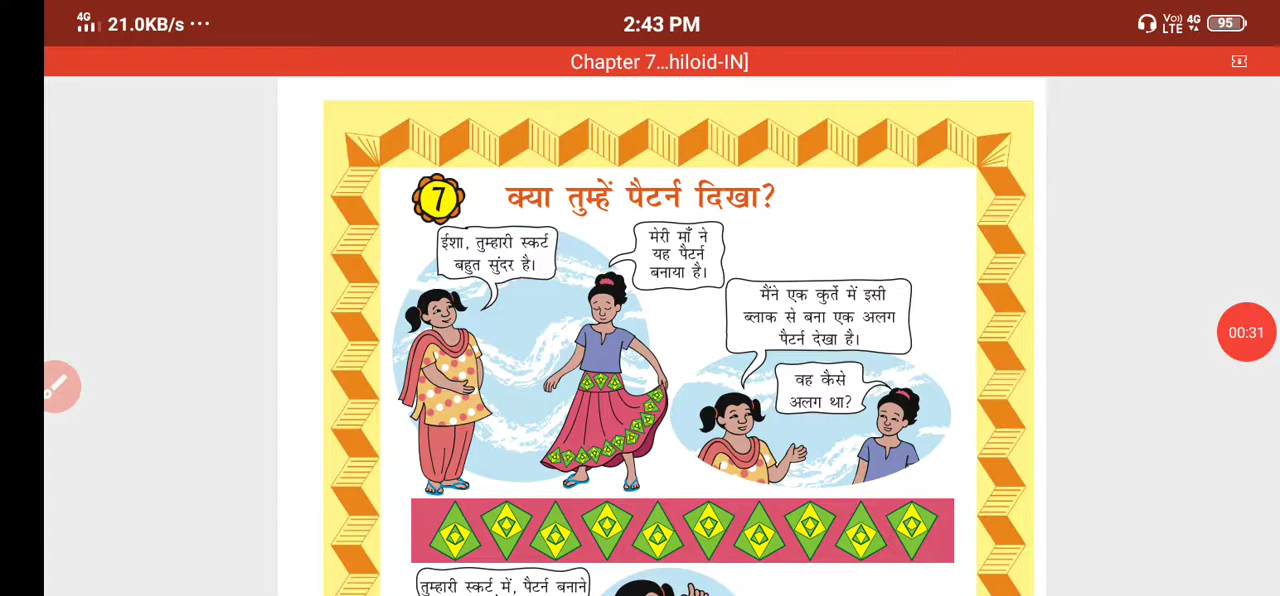 4G 21.0KB/s ... 2:43 PM Vo)) LTE 4G 95
Chapter 7...hiloid-IN]
7 क्या तुम्हें पैटर्न दिखा?
ईशा, तुम्हारी स्कर्ट
बहुत सुंदर है।
मेरी माँ ने
यह पैटर्न
बनाया है।
मैंने एक कुर्ते में इसी
ब्लाक से बना एक अलग
पैटर्न देखा है।
वह कैसे
अलग था?
00:31
तुम्हारी स्कर्ट में, पैटर्न बनाने